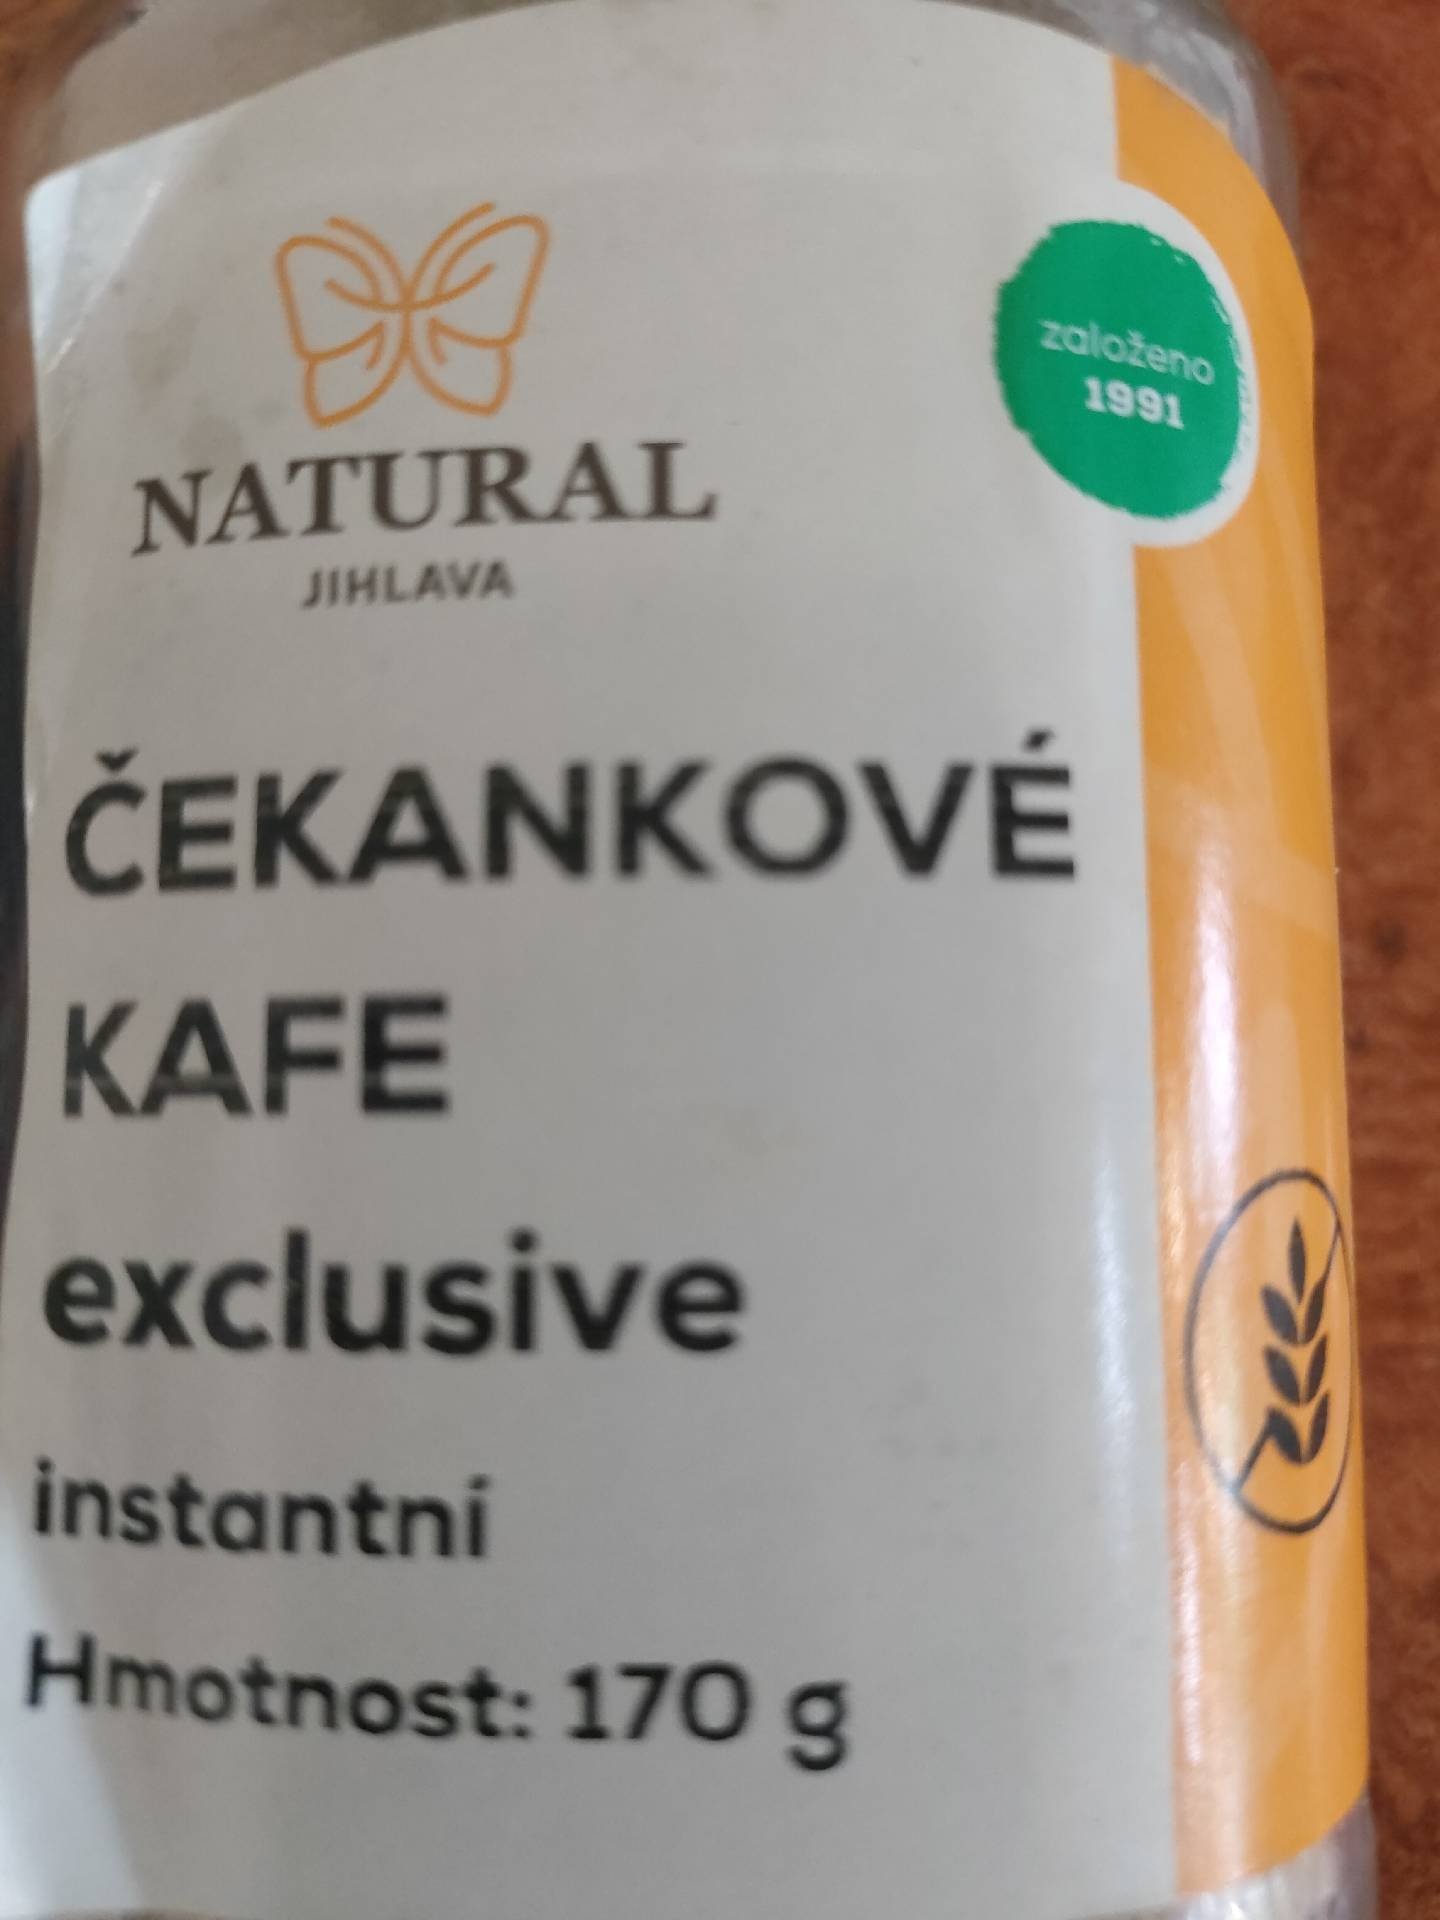 NATURAL
JIHLAVA
založeno
1991
ČEKANKOVÉ
KAFE
exclusive
instantní
Hmotnost: 170 g